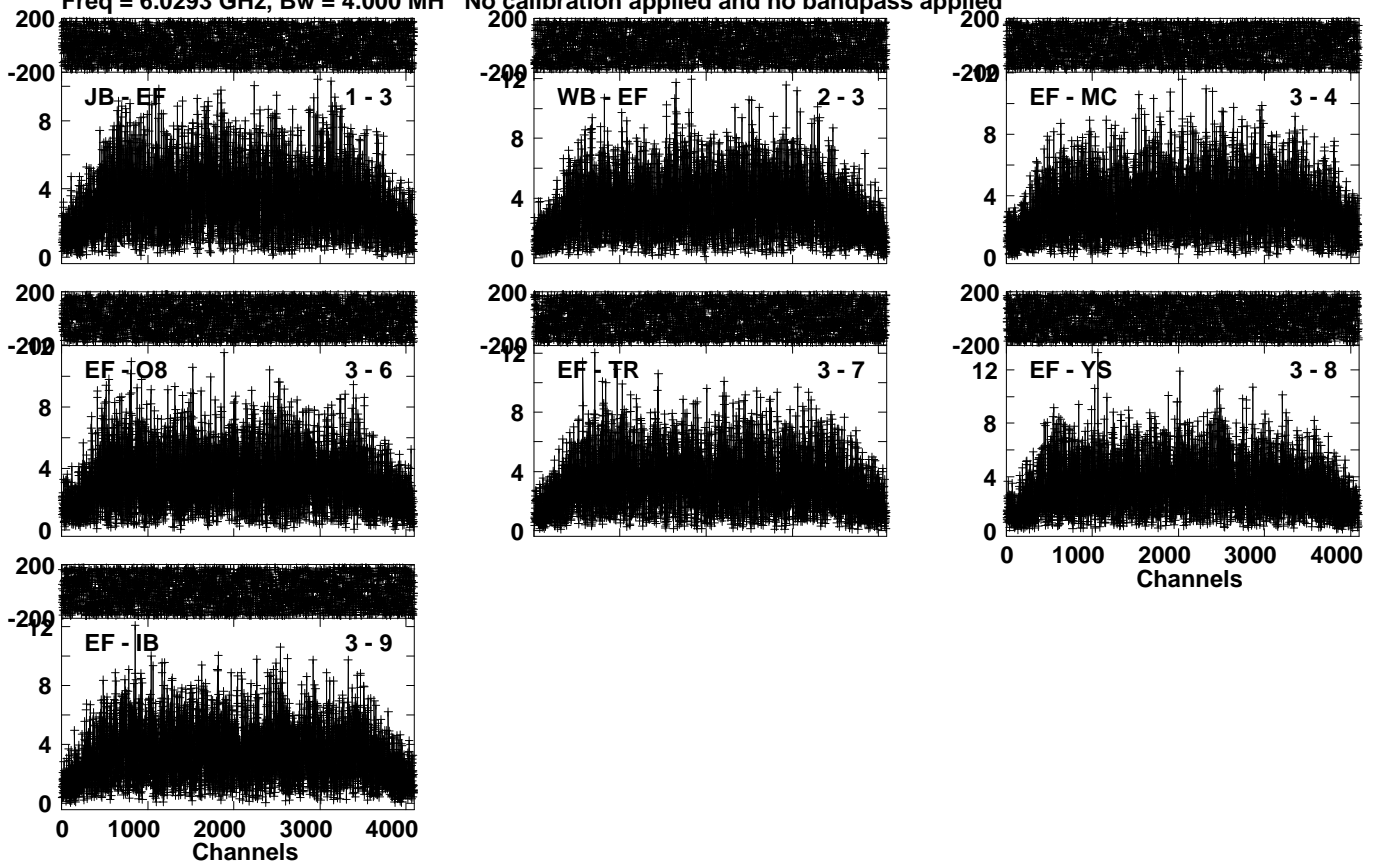 Freq = 6.0293 GHz, Bw = 4.000 MH No calibration applied and no bandpass applied
200 200 200
-200 -200 -200
12 12
JB - EF 1 - 3 WB - EF 2 - 3 EF - MC 3 - 4
8 8 8
4 4 4
0 0 0
200 200 200
-200 -200 -200
12 12 12
EF - O8 3 - 6 EF - TR 3 - 7 EF - YS 3 - 8
8 8 8
4 4 4
0 0 0
0 1000 2000 3000 4000
Channels
200
-200
12
EF - IB 3 - 9
8
4
0
0 1000 2000 3000 4000
Channels